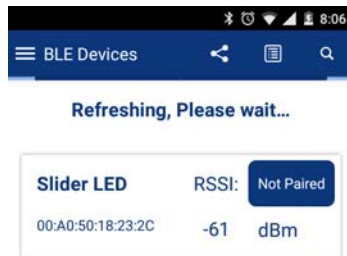 8:06
BLE Devices
Refreshing, Please wait...
Slider LED RSSI: Not Paired
00:A0:50:18:23:2C -61 dBm